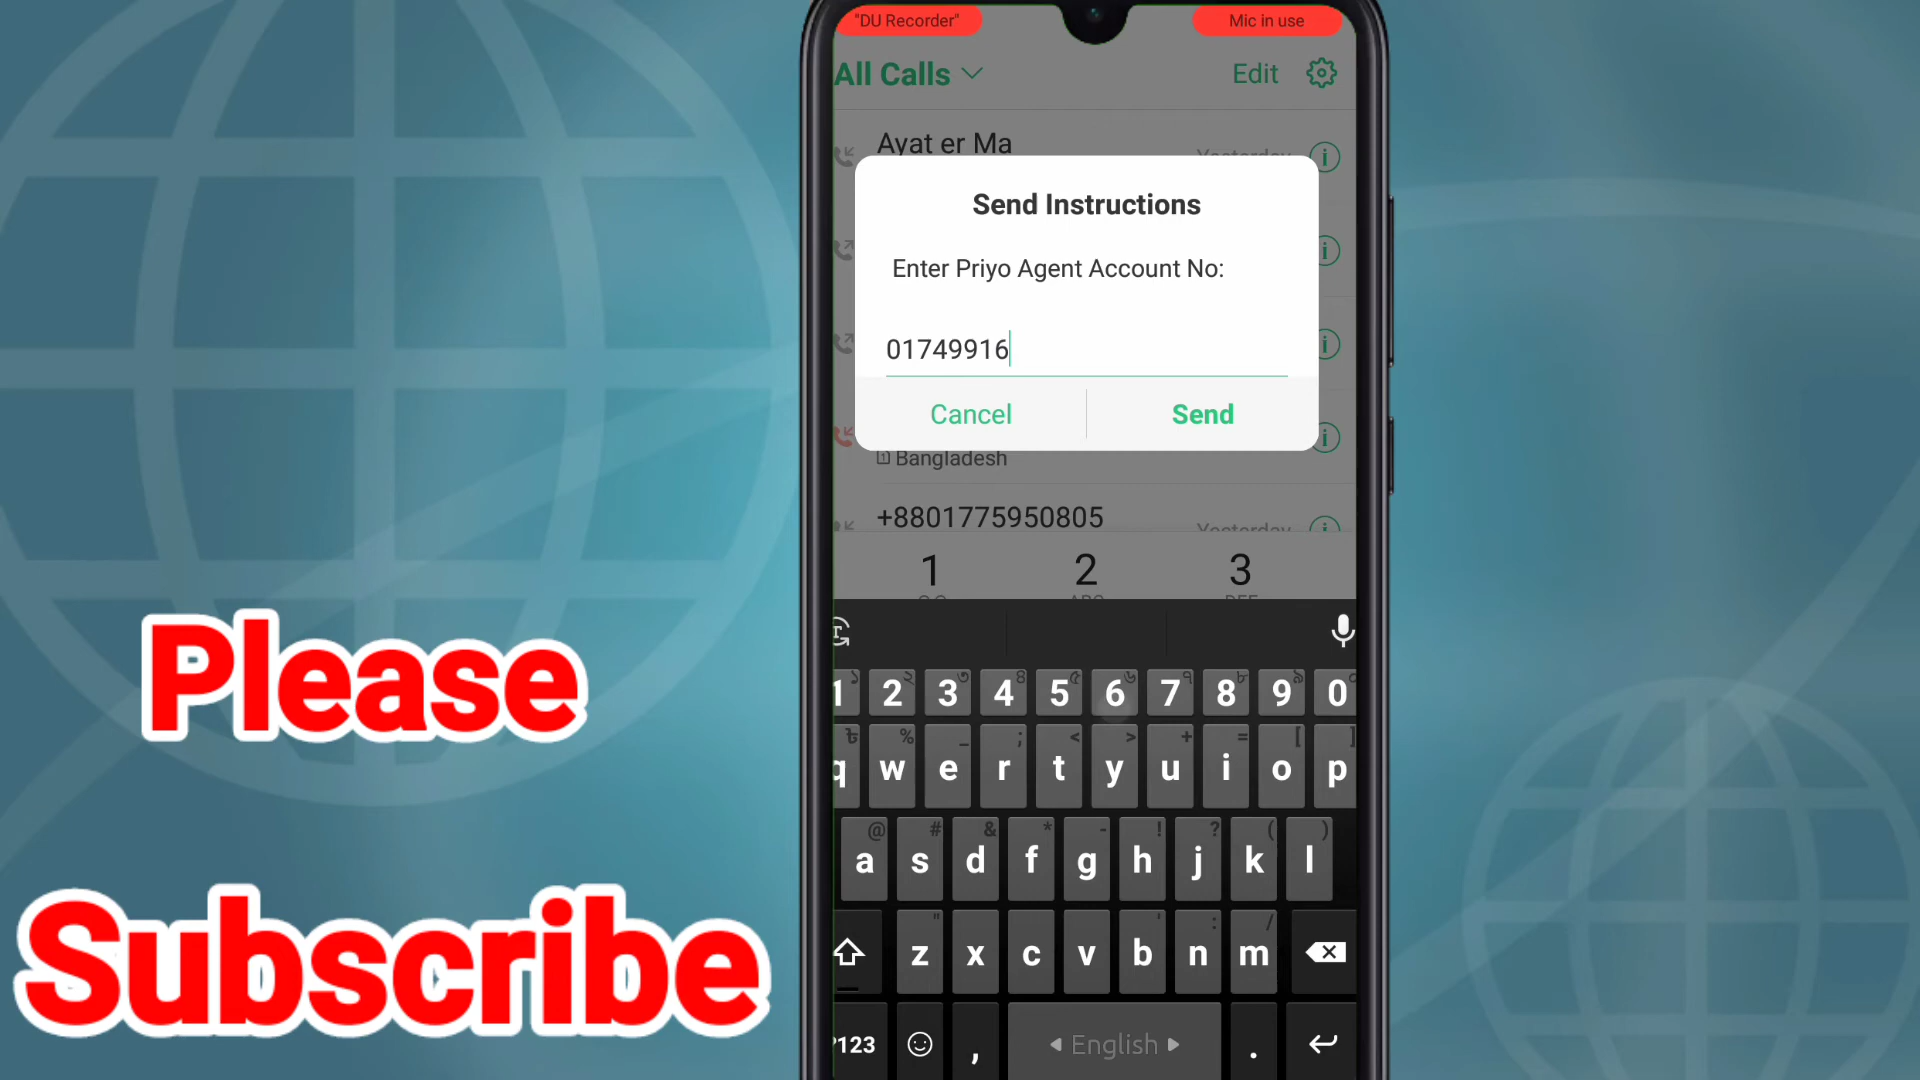 "DU Recorder"
Mic in use
All Calls
Edit
Ayat er Ma
Yesterday
Send Instructions
Enter Priyo Agent Account No:
01749916
Cancel
Send
Bangladesh
+8801775950805
Yesterday
1 2 3
1 2 3 4 5 6 7 8 9 0
q w e r t y u i o p
a s d f g h j k l
z x c v b n m
?123 , English .
Please
Subscribe